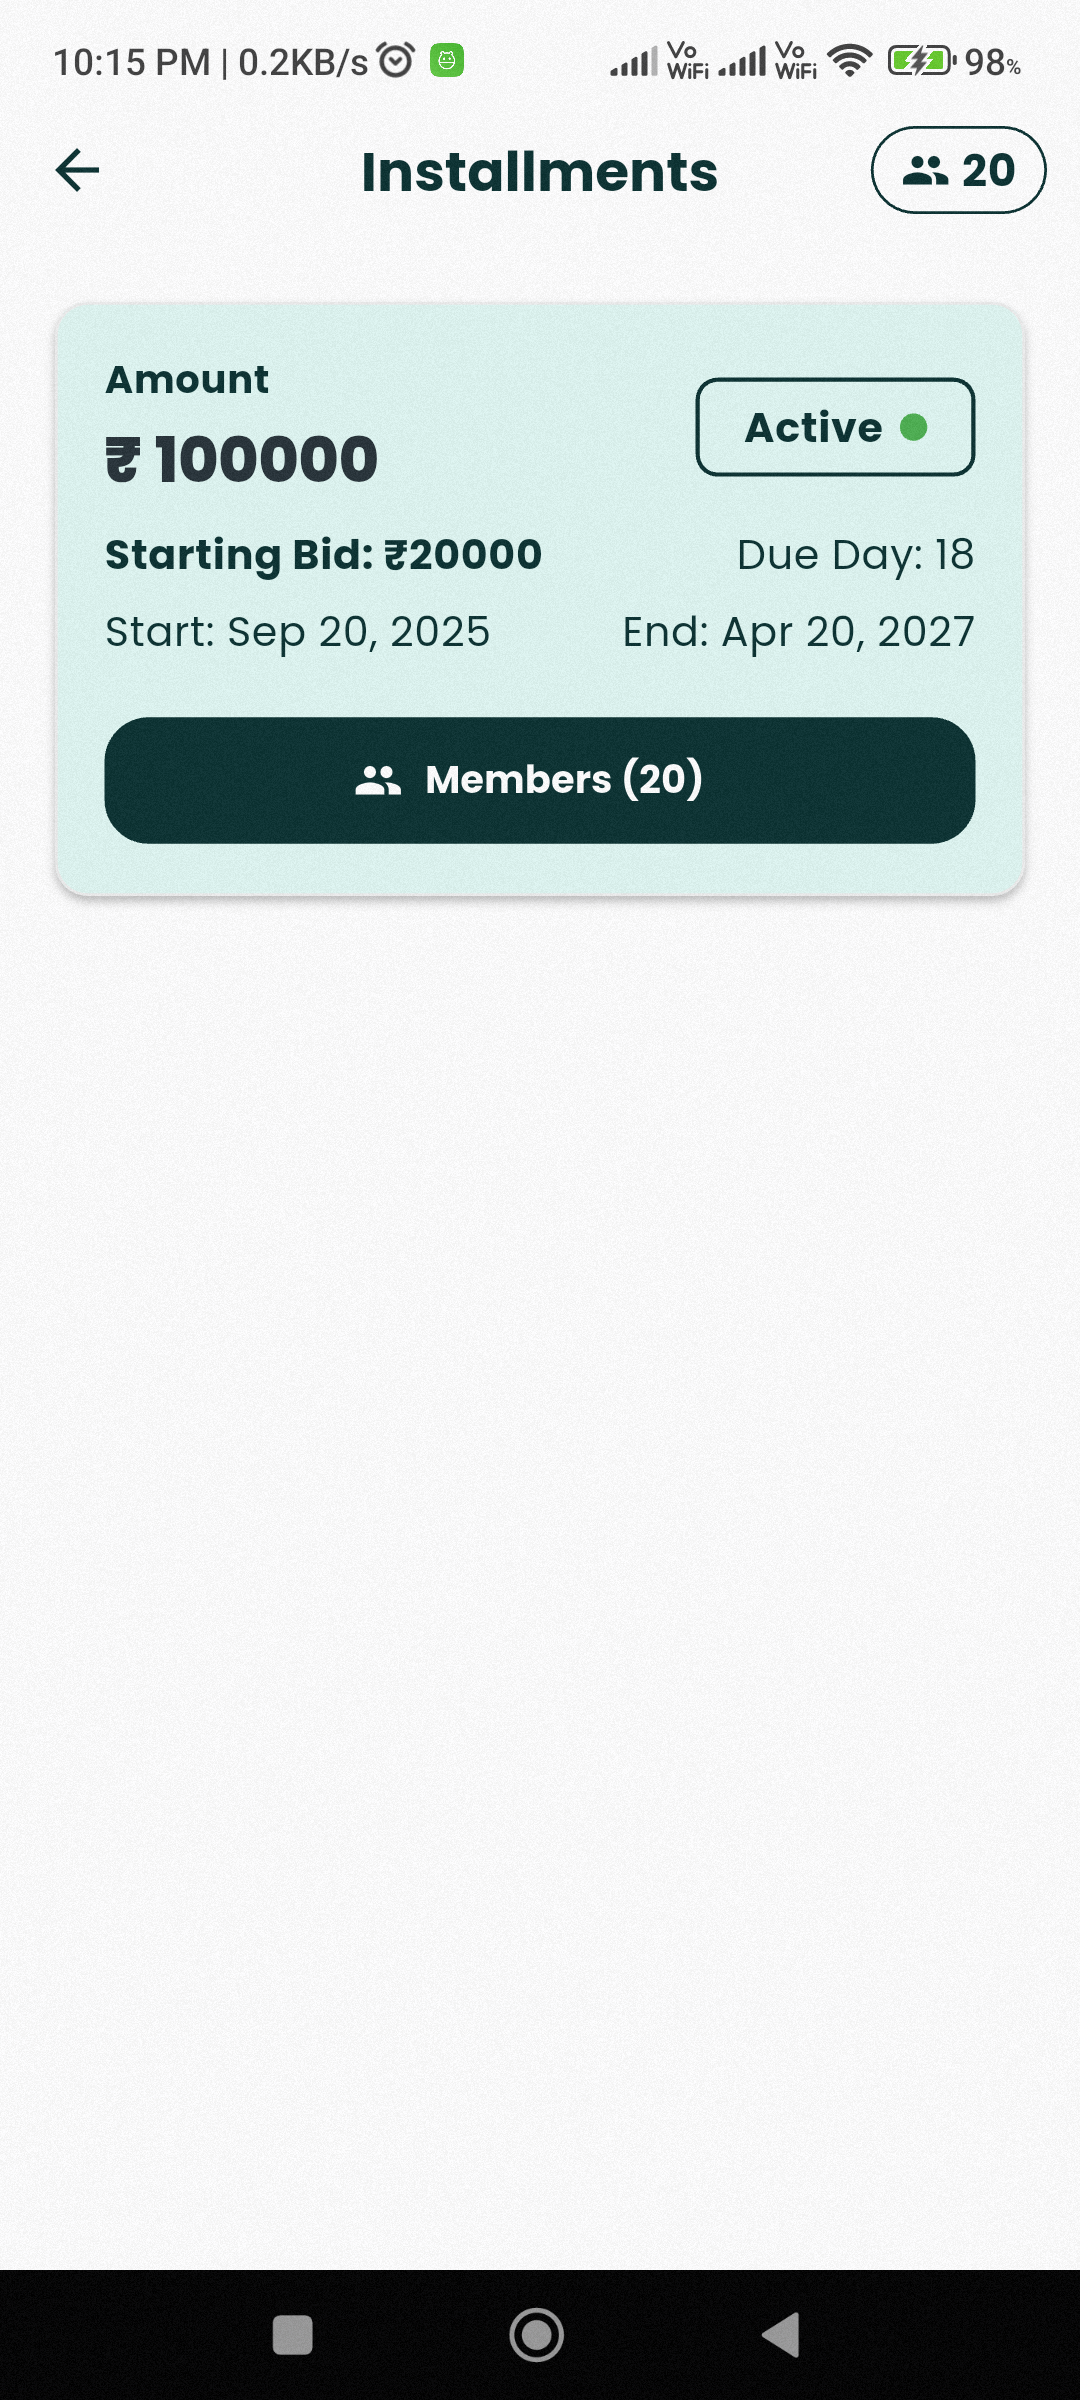 10:15 PM | 0.2KB/s Vo WiFi Vo WiFi 98%
Installments 20
Amount
₹ 100000
Active
Starting Bid: ₹20000 Due Day: 18
Start: Sep 20, 2025 End: Apr 20, 2027
Members (20)